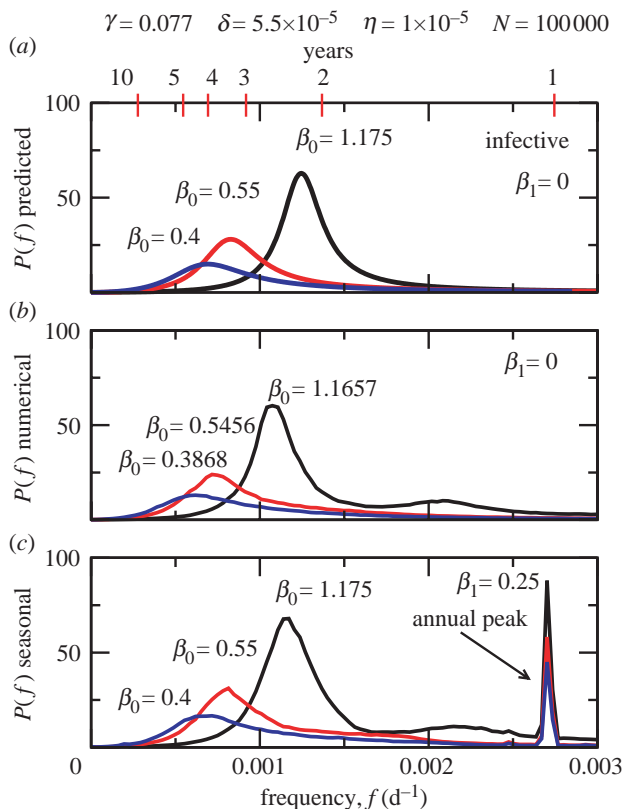 γ = 0.077 δ = 5.5×10⁻⁵ η = 1×10⁻⁵ N = 100 000
(a)
years
10 5 4 3 2 1
100
50
P(f) predicted
β₀ = 1.175
β₀ = 0.55
β₀ = 0.4
infective
β₁ = 0
(b)
100
50
P(f) numerical
β₁ = 0
β₀ = 1.1657
β₀ = 0.5456
β₀ = 0.3868
(c)
100
50
P(f) seasonal
β₀ = 1.175
β₁ = 0.25
annual peak
β₀ = 0.55
β₀ = 0.4
0 0.001 0.002 0.003
frequency, f (d⁻¹)